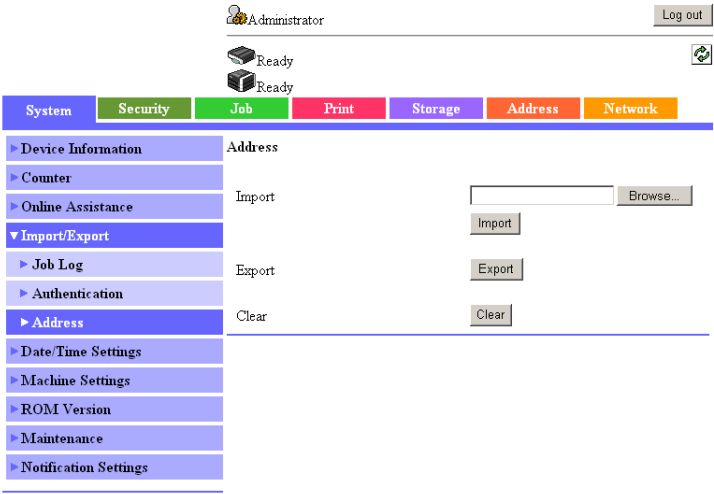 Administrator
Log out
Ready
Ready
System Security Job Print Storage Address Network
Device Information
Counter
Online Assistance
Import/Export
Job Log
Authentication
Address
Date/Time Settings
Machine Settings
ROM Version
Maintenance
Notification Settings
Address
Import
Browse...
Import
Export
Export
Clear
Clear